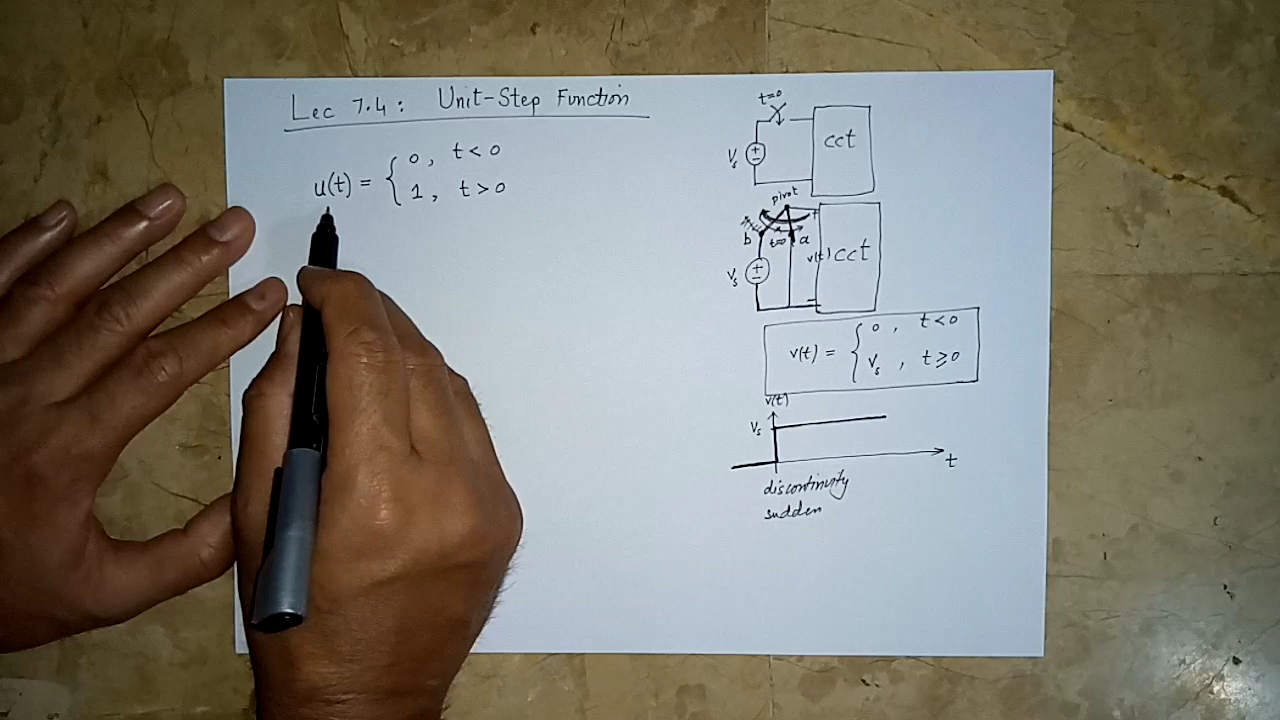 Lec 7.4: Unit-Step Function
u(t) = { 0, t < 0
1, t > 0
t=0
Vs + −
cct
pivot
b t=0 a +
v(t) cct
Vs + −
−
v(t) = { 0, t < 0
Vs, t ≥ 0
v(t)
Vs
t
discontinuity
sudden